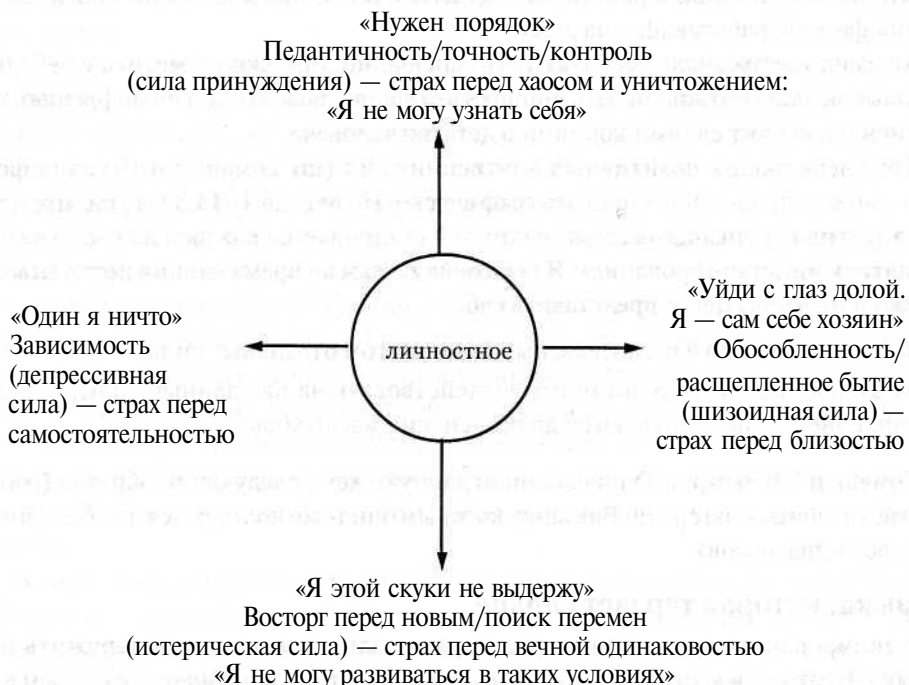 «Нужен порядок»
Педантичность/точность/контроль
(сила принуждения) — страх перед хаосом и уничтожением:
«Я не могу узнать себя»
«Один я ничто»
Зависимость
(депрессивная
сила) — страх перед
самостоятельностью
личностное
«Уйди с глаз долой.
Я — сам себе хозяин»
Обособленность/
расщепленное бытие
(шизоидная сила) —
страх перед близостью
«Я этой скуки не выдержу»
Восторг перед новым/поиск перемен
(истерическая сила) — страх перед вечной одинаковостью
«Я не могу развиваться в таких условиях»